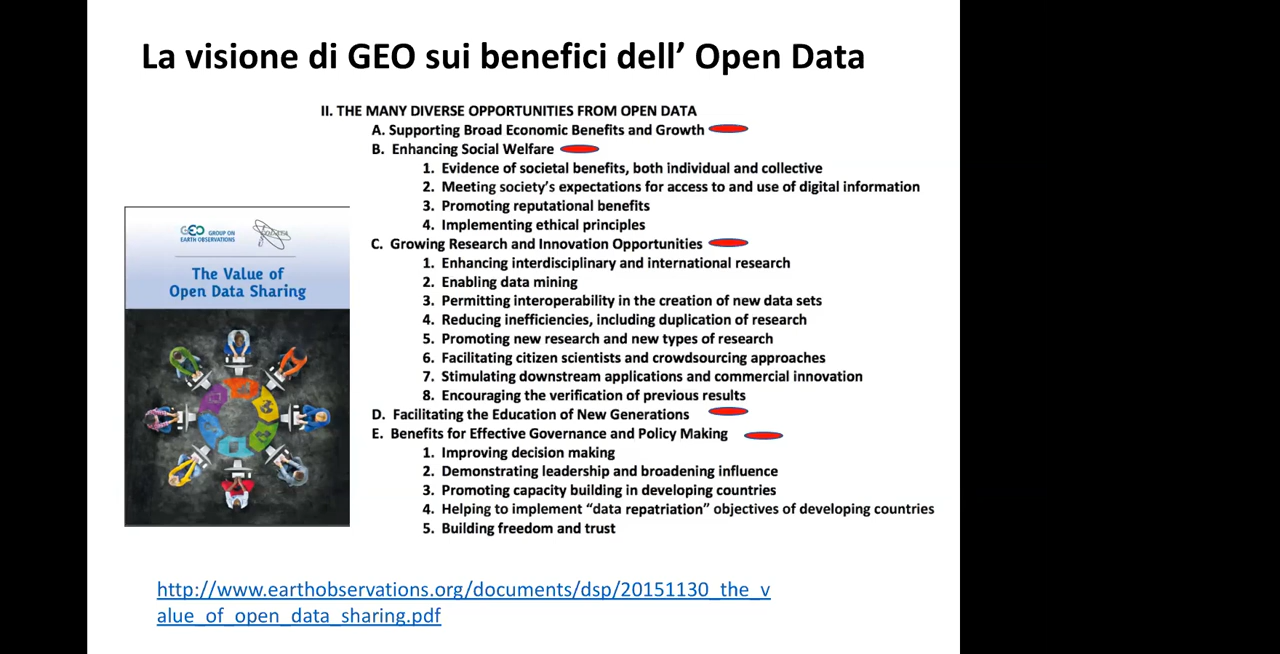 La visione di GEO sui benefici dell’ Open Data
II. THE MANY DIVERSE OPPORTUNITIES FROM OPEN DATA
A. Supporting Broad Economic Benefits and Growth
B. Enhancing Social Welfare
1. Evidence of societal benefits, both individual and collective
2. Meeting society’s expectations for access to and use of digital information
3. Promoting reputational benefits
4. Implementing ethical principles
C. Growing Research and Innovation Opportunities
1. Enhancing interdisciplinary and international research
2. Enabling data mining
3. Permitting interoperability in the creation of new data sets
4. Reducing inefficiencies, including duplication of research
5. Promoting new research and new types of research
6. Facilitating citizen scientists and crowdsourcing approaches
7. Stimulating downstream applications and commercial innovation
8. Encouraging the verification of previous results
D. Facilitating the Education of New Generations
E. Benefits for Effective Governance and Policy Making
1. Improving decision making
2. Demonstrating leadership and broadening influence
3. Promoting capacity building in developing countries
4. Helping to implement “data repatriation” objectives of developing countries
5. Building freedom and trust
GEO GROUP ON
EARTH OBSERVATIONS
The Value of
Open Data Sharing
http://www.earthobservations.org/documents/dsp/20151130_the_v
alue_of_open_data_sharing.pdf